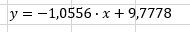 y = −1,0556 · x + 9,7778